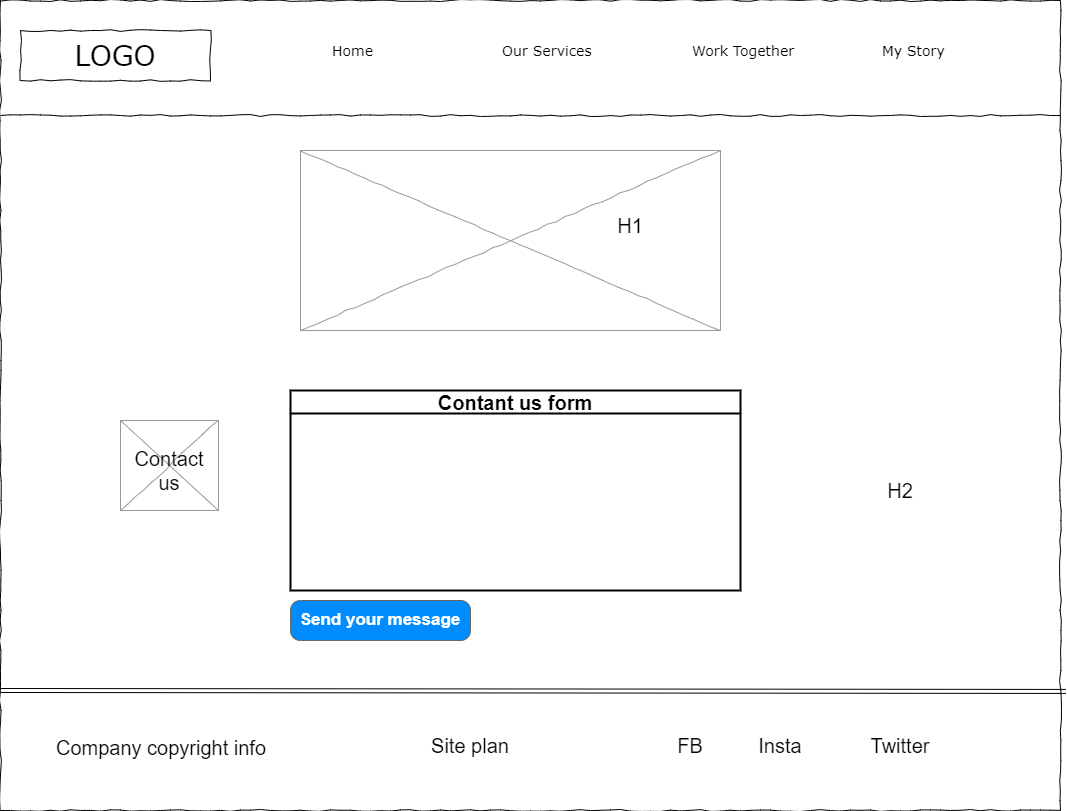 LOGO
Home
Our Services
Work Together
My Story
H1
Contant us form
Contact
us
H2
Send your message
Company copyright info
Site plan
FB
Insta
Twitter